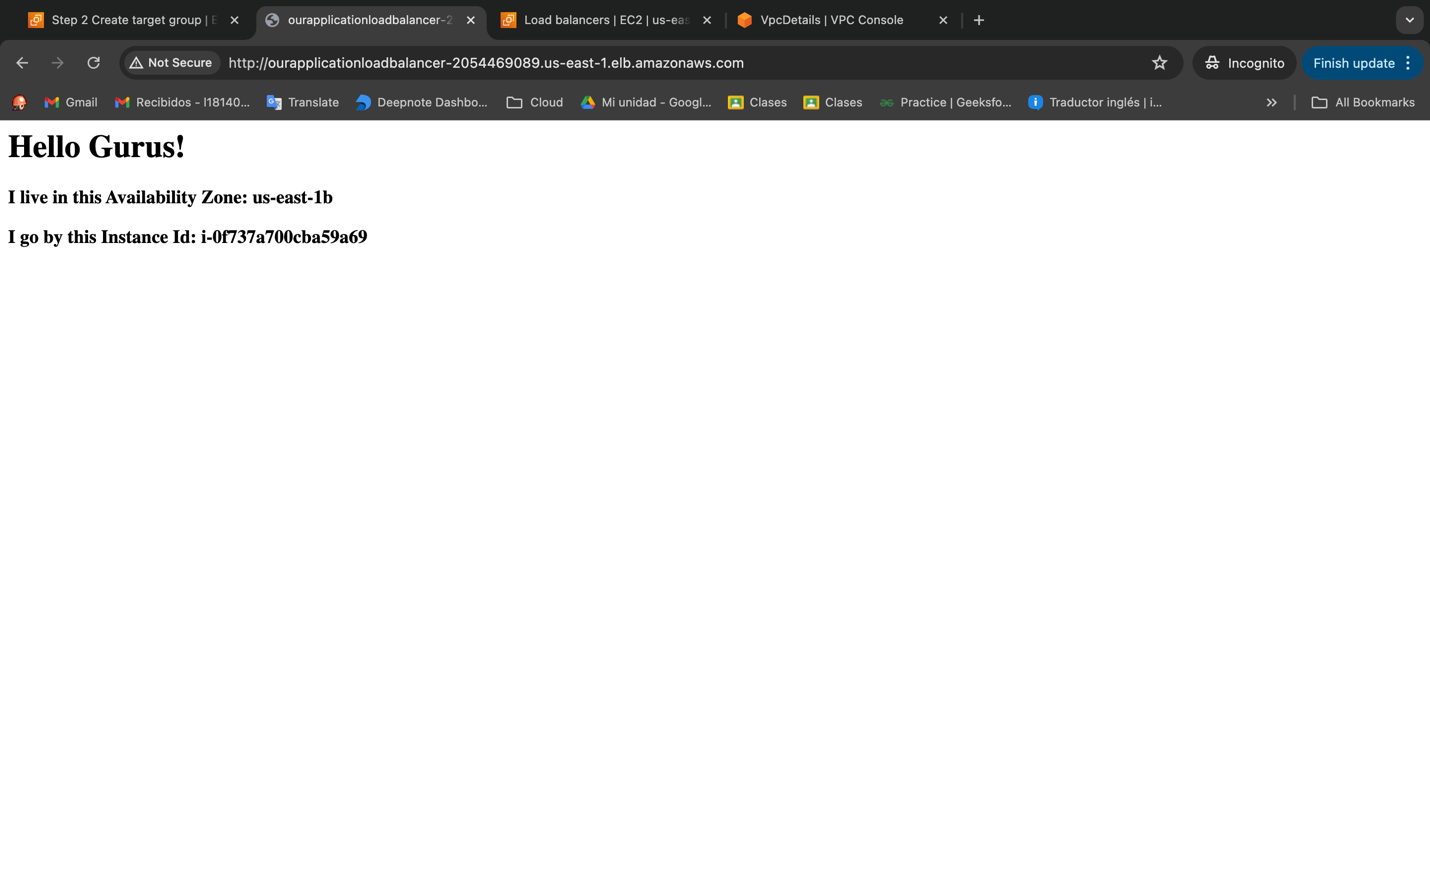 Step 2 Create target group | E
ourapplicationloadbalancer-2
Load balancers | EC2 | us-eas
VpcDetails | VPC Console
Not Secure
http://ourapplicationloadbalancer-2054469089.us-east-1.elb.amazonaws.com
Incognito
Finish update
Gmail
Recibidos - l18140...
Translate
Deepnote Dashbo...
Cloud
Mi unidad - Googl...
Clases
Clases
Practice | Geeksfo...
Traductor inglés | i...
All Bookmarks
Hello Gurus!
I live in this Availability Zone: us-east-1b
I go by this Instance Id: i-0f737a700cba59a69